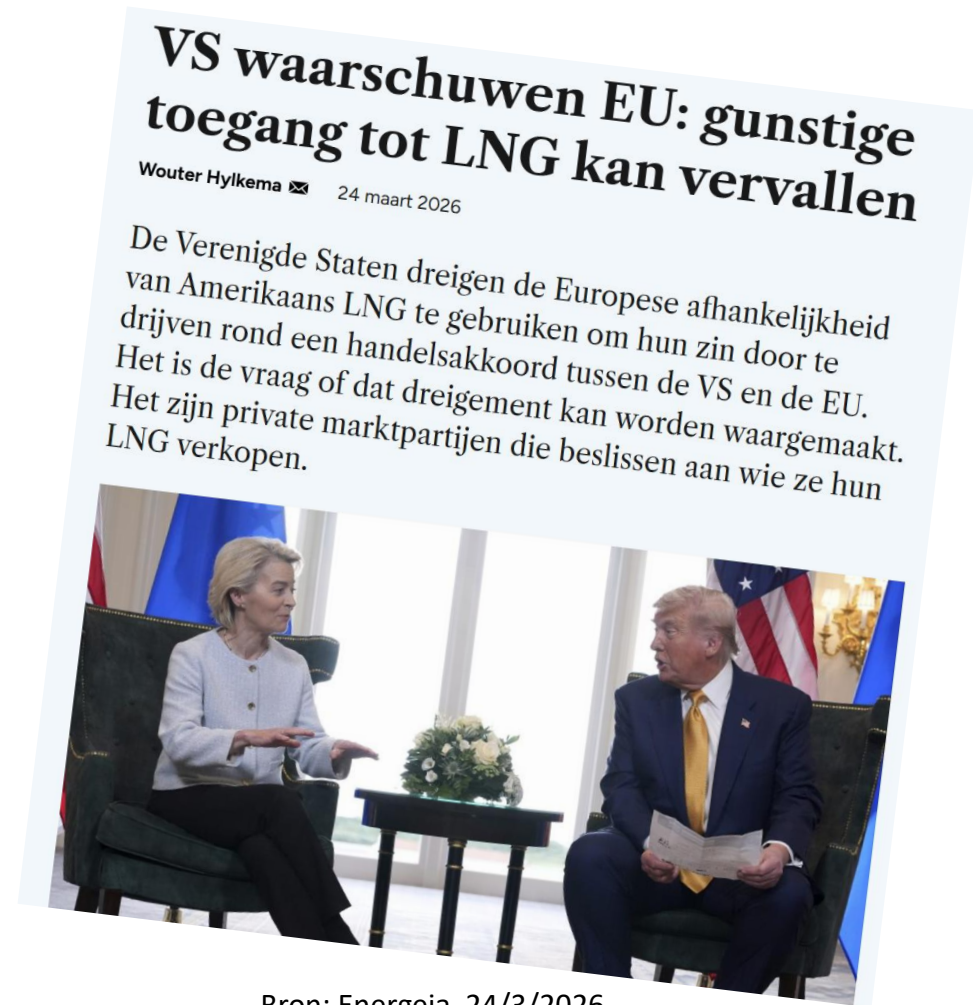 VS waarschuwen EU: gunstige
toegang tot LNG kan vervallen
Wouter Hylkema 24 maart 2026
De Verenigde Staten dreigen de Europese afhankelijkheid
van Amerikaans LNG te gebruiken om hun zin door te
drijven rond een handelsakkoord tussen de VS en de EU.
Het is de vraag of dat dreigement kan worden waargemaakt.
Het zijn private marktpartijen die beslissen aan wie ze hun
LNG verkopen.
Bron: Energeia, 24/3/2026